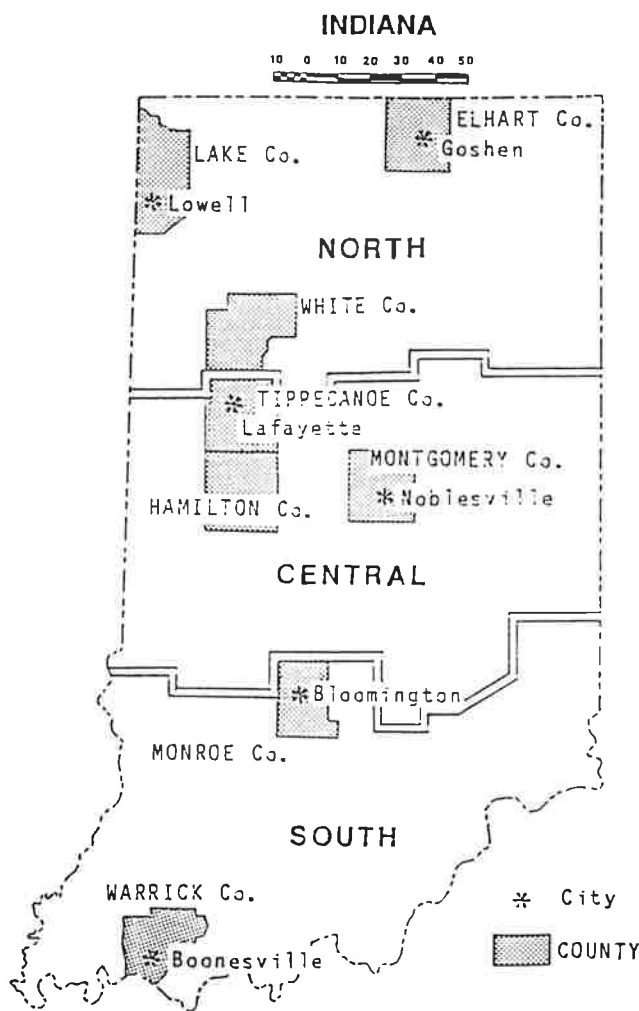 INDIANA
10 0 10 20 30 40 50
ELHART Co.
Goshen
LAKE Co.
Lowell
NORTH
WHITE Co.
TIPPECANOE Co.
Lafayette
MONTGOMERY Co.
Noblesville
HAMILTON Co.
CENTRAL
Bloomington
MONROE Co.
SOUTH
WARRICK Co.
City
Boonesville
COUNTY